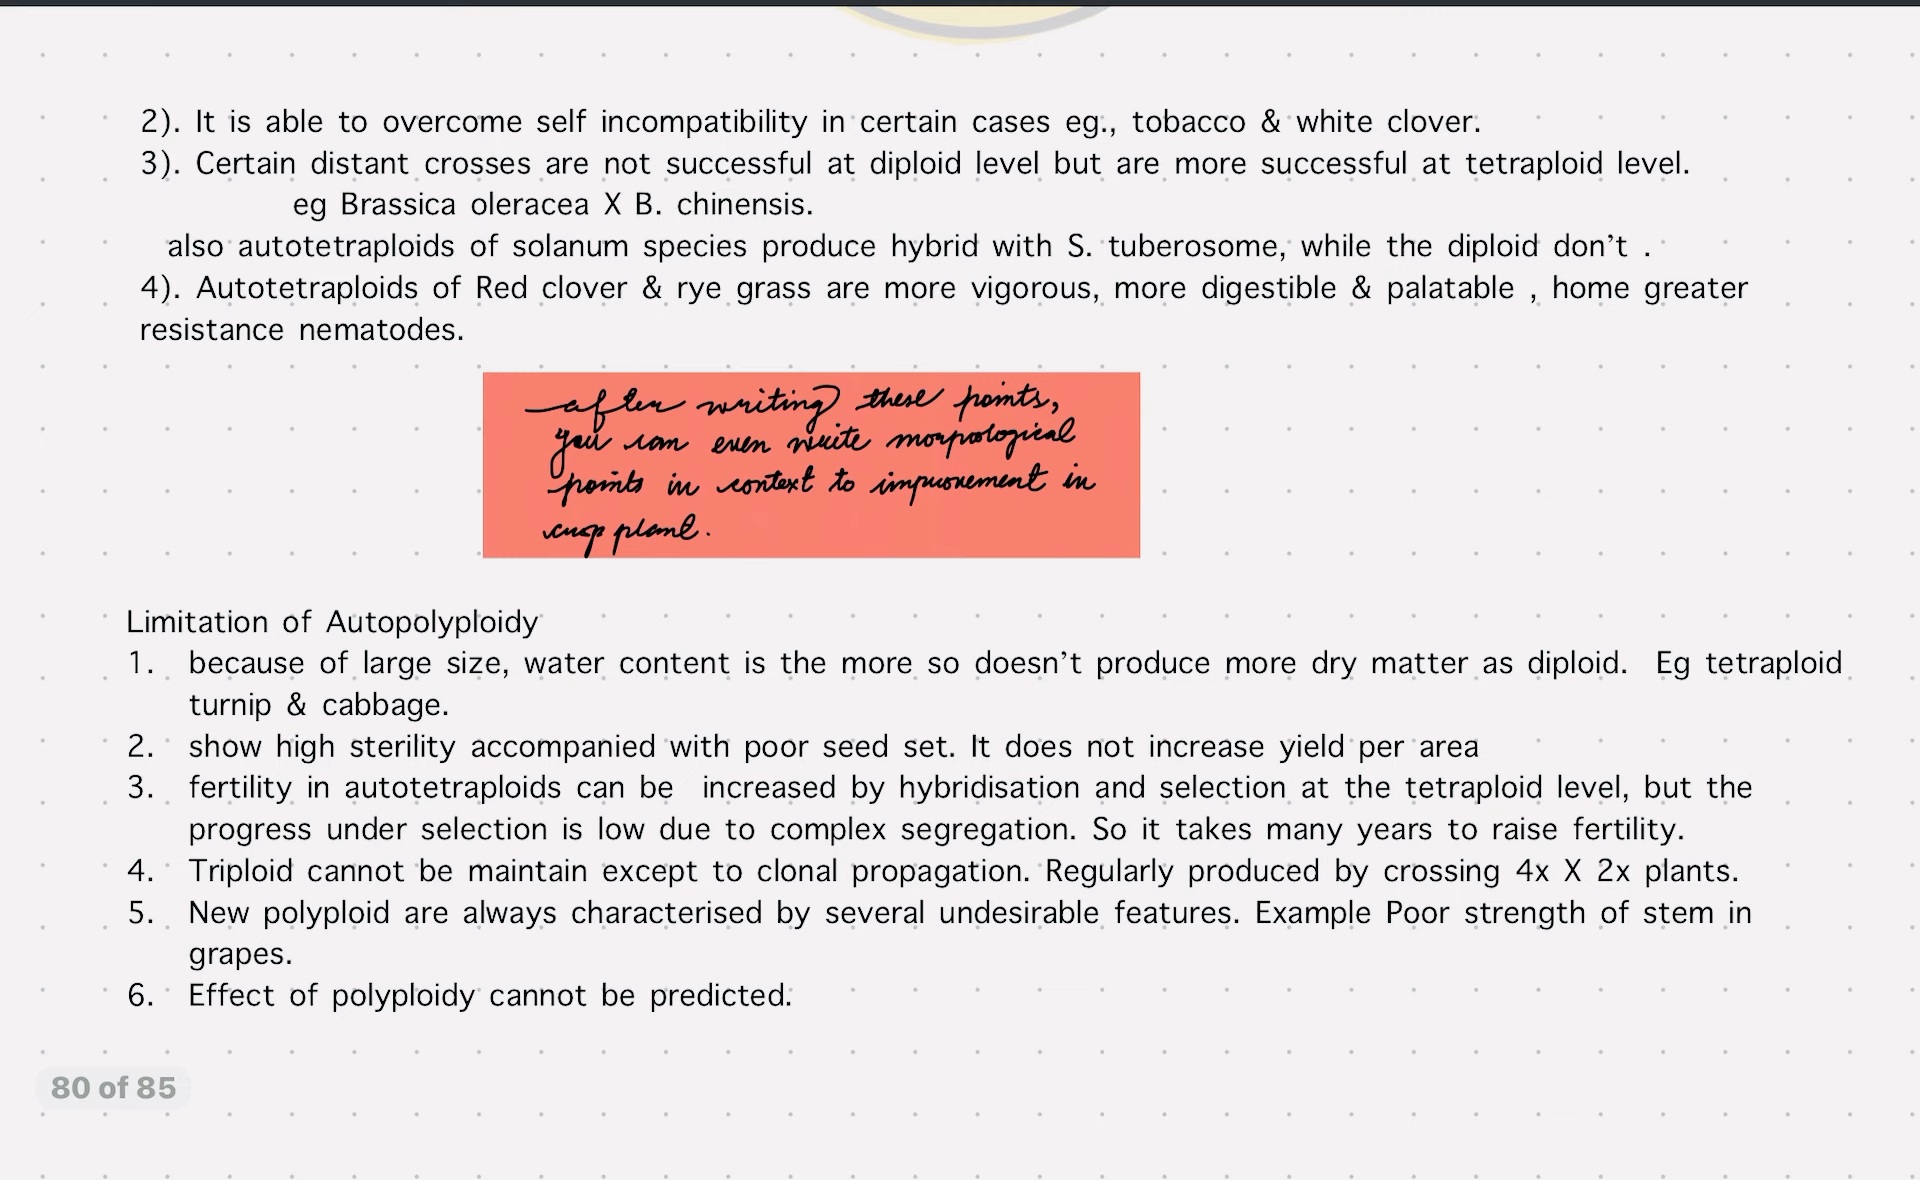 2). It is able to overcome self incompatibility in certain cases eg., tobacco & white clover.
3). Certain distant crosses are not successful at diploid level but are more successful at tetraploid level.
eg Brassica oleracea X B. chinensis.
also autotetraploids of solanum species produce hybrid with S. tuberosome, while the diploid don't .
4). Autotetraploids of Red clover & rye grass are more vigorous, more digestible & palatable , home greater
resistance nematodes.
after writing these points,
you can even write morpological
points in context to improvement in
crop plant.
Limitation of Autopolyploidy
1. because of large size, water content is the more so doesn't produce more dry matter as diploid. Eg tetraploid
turnip & cabbage.
2. show high sterility accompanied with poor seed set. It does not increase yield per area
3. fertility in autotetraploids can be increased by hybridisation and selection at the tetraploid level, but the
progress under selection is low due to complex segregation. So it takes many years to raise fertility.
4. Triploid cannot be maintain except to clonal propagation. Regularly produced by crossing 4x X 2x plants.
5. New polyploid are always characterised by several undesirable features. Example Poor strength of stem in
grapes.
6. Effect of polyploidy cannot be predicted.
80 of 85